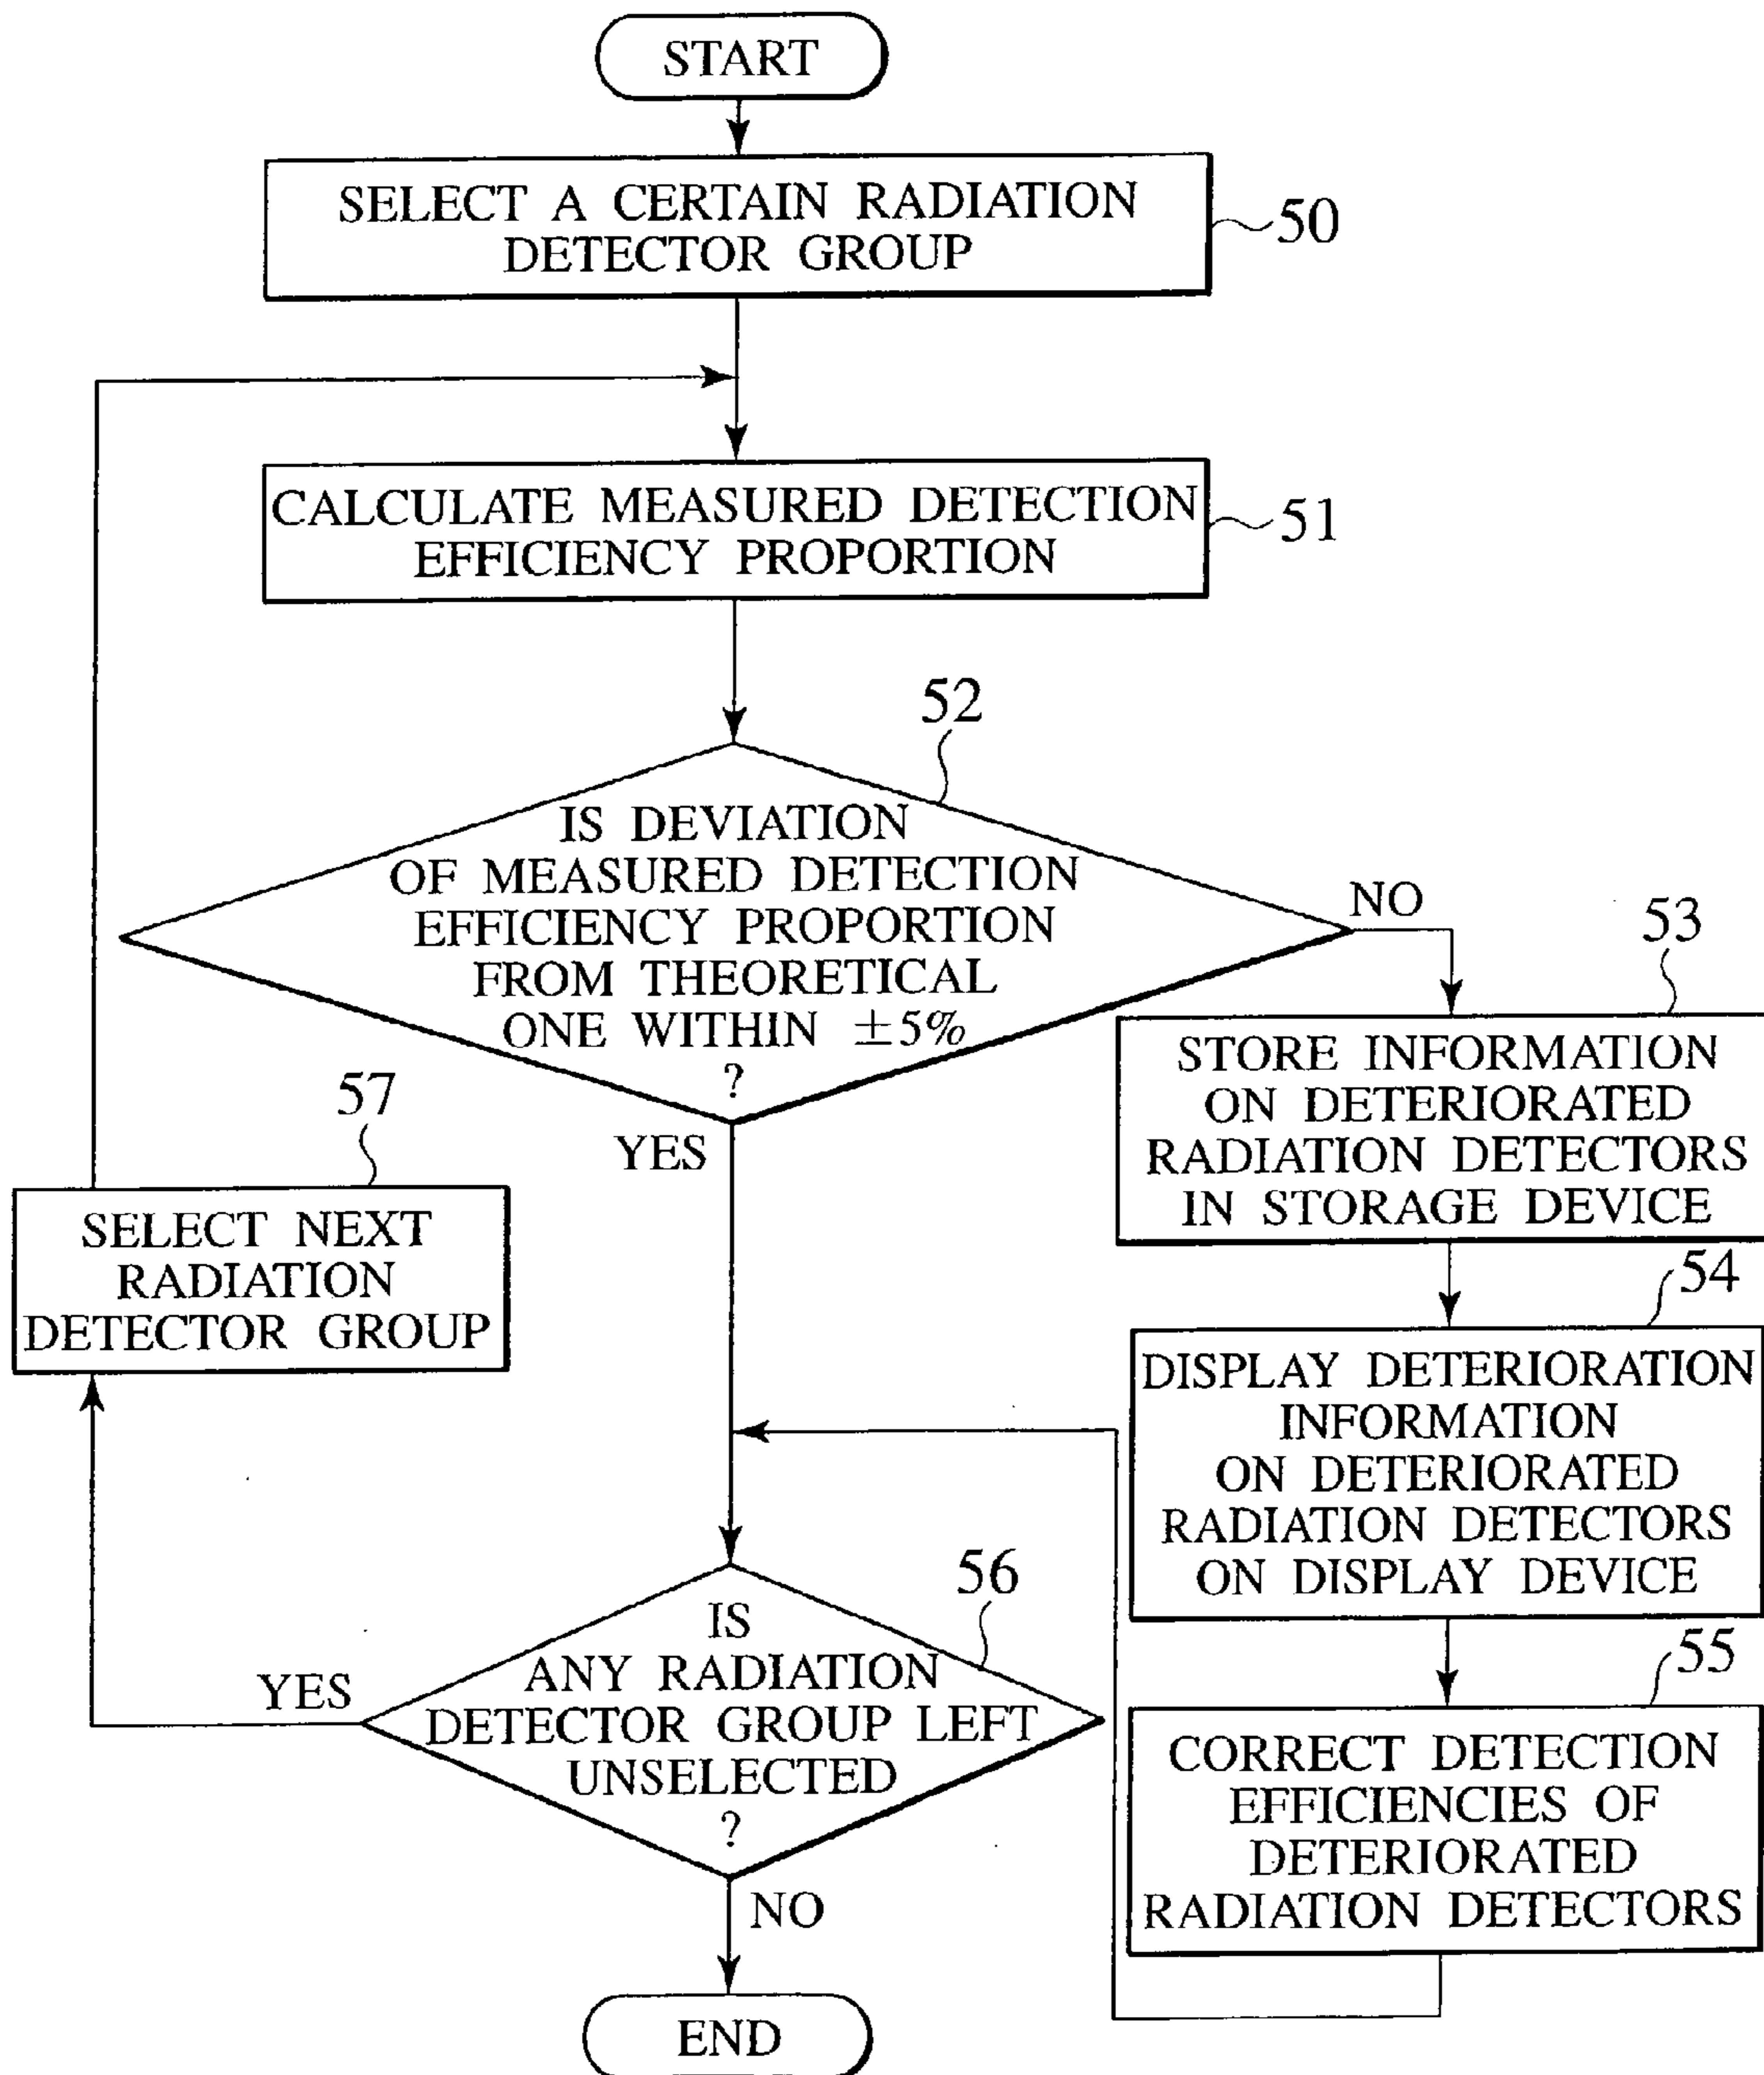 START
SELECT A CERTAIN RADIATION
DETECTOR GROUP
50
CALCULATE MEASURED DETECTION
EFFICIENCY PROPORTION
51
52
IS DEVIATION
OF MEASURED DETECTION
EFFICIENCY PROPORTION
FROM THEORETICAL
ONE WITHIN ±5%
?
NO
YES
53
STORE INFORMATION
ON DETERIORATED
RADIATION DETECTORS
IN STORAGE DEVICE
54
DISPLAY DETERIORATION
INFORMATION
ON DETERIORATED
RADIATION DETECTORS
ON DISPLAY DEVICE
55
CORRECT DETECTION
EFFICIENCIES OF
DETERIORATED
RADIATION DETECTORS
56
IS
ANY RADIATION
DETECTOR GROUP LEFT
UNSELECTED
?
YES
NO
57
SELECT NEXT
RADIATION
DETECTOR GROUP
END